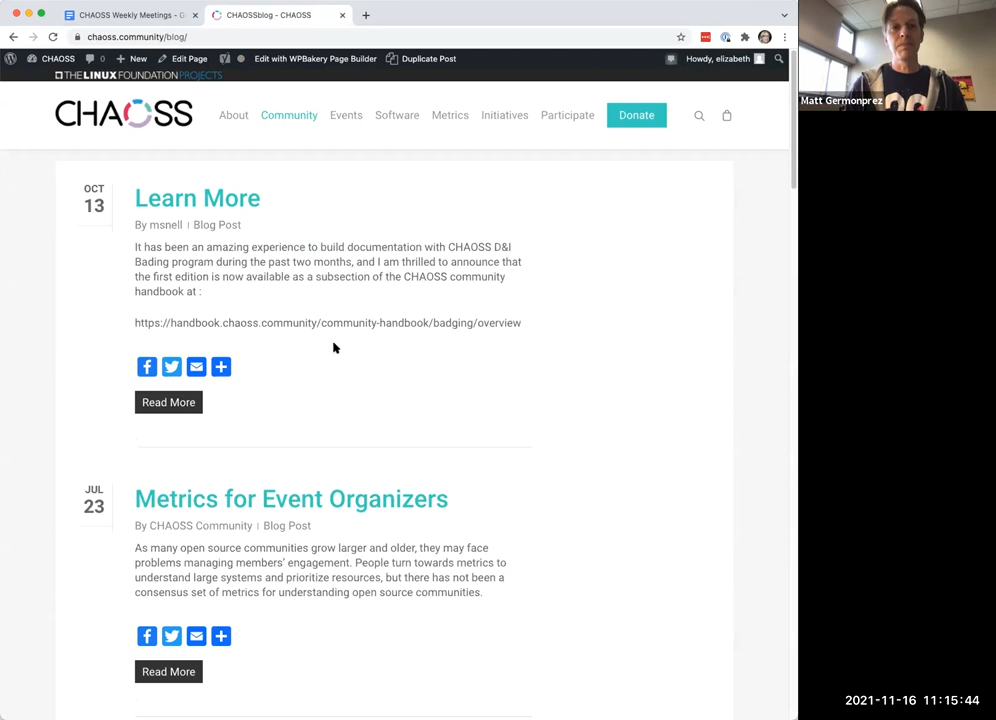 CHAOSS Weekly Meetings - G
CHAOSSblog - CHAOSS
chaoss.community/blog/
CHAOSS
0
New
Edit Page
Edit with WPBakery Page Builder
Duplicate Post
Howdy, elizabeth
THE LINUX FOUNDATION PROJECTS
CHAOSS
About
Community
Events
Software
Metrics
Initiatives
Participate
Donate
Matt Germonprez
OCT
13
Learn More
By msnell | Blog Post
It has been an amazing experience to build documentation with CHAOSS D&I
Bading program during the past two months, and I am thrilled to announce that
the first edition is now available as a subsection of the CHAOSS community
handbook at :
https://handbook.chaoss.community/community-handbook/badging/overview
Read More
JUL
23
Metrics for Event Organizers
By CHAOSS Community | Blog Post
As many open source communities grow larger and older, they may face
problems managing members' engagement. People turn towards metrics to
understand large systems and prioritize resources, but there has not been a
consensus set of metrics for understanding open source communities.
Read More
2021-11-16 11:15:44